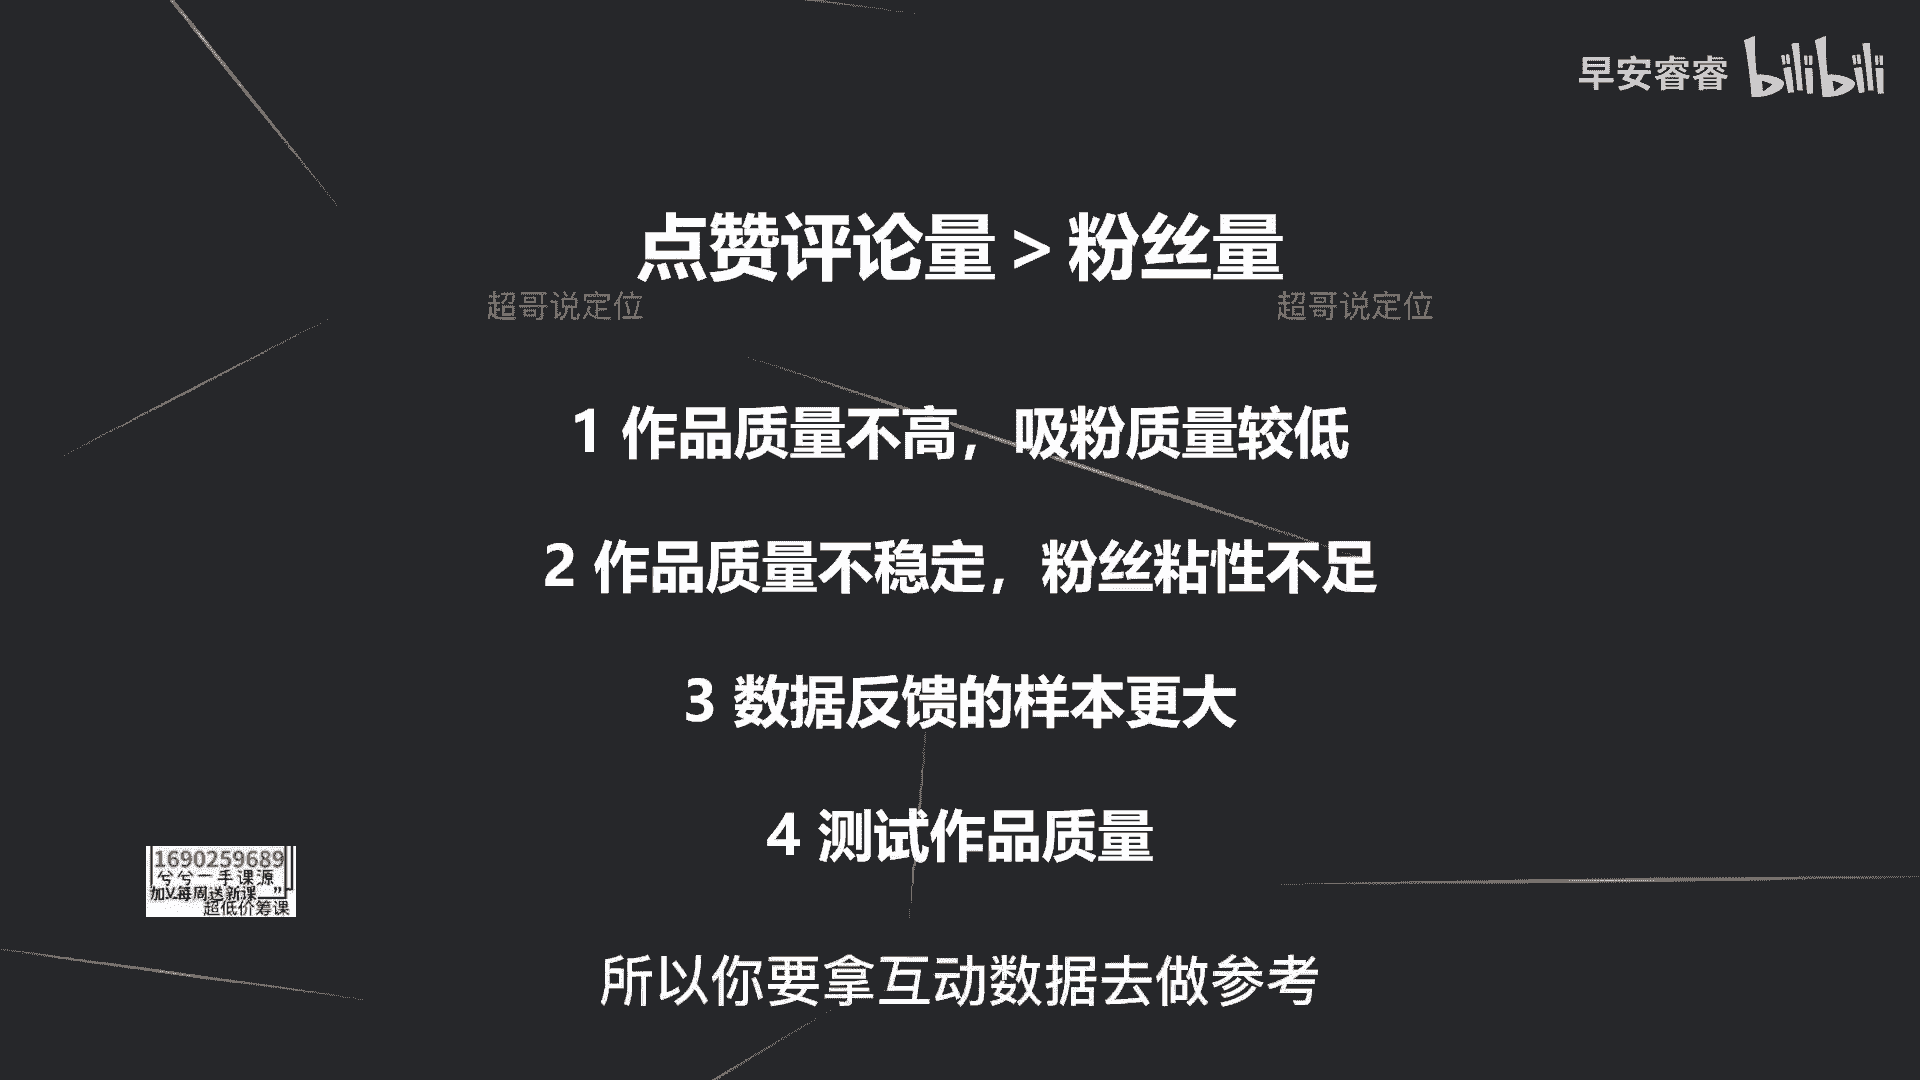 早安睿睿 bilibili
点赞评论量＞粉丝量
超哥说定位 超哥说定位
1 作品质量不高，吸粉质量较低
2 作品质量不稳定，粉丝粘性不足
3 数据反馈的样本更大
4 测试作品质量
1690259689
兮兮一手课源
加V每周送新课
超低价筹课
所以你要拿互动数据去做参考